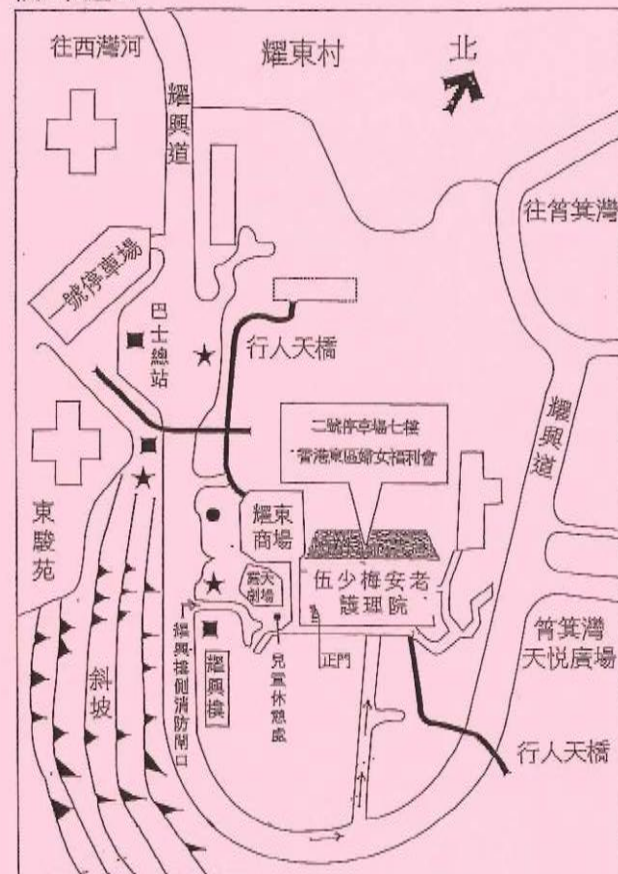 往西灣河
耀東村
北
耀興道
往筲箕灣
一號停車場
巴士總站
行人天橋
二號停車場七樓
香港東區婦女福利會
耀興道
東駿苑
耀東
商場
露天
劇場
伍少梅安老
護理院
筲箕灣
天悅廣場
斜坡
耀興樓側消防閘口
耀興樓
兒童休憩處
正門
行人天橋